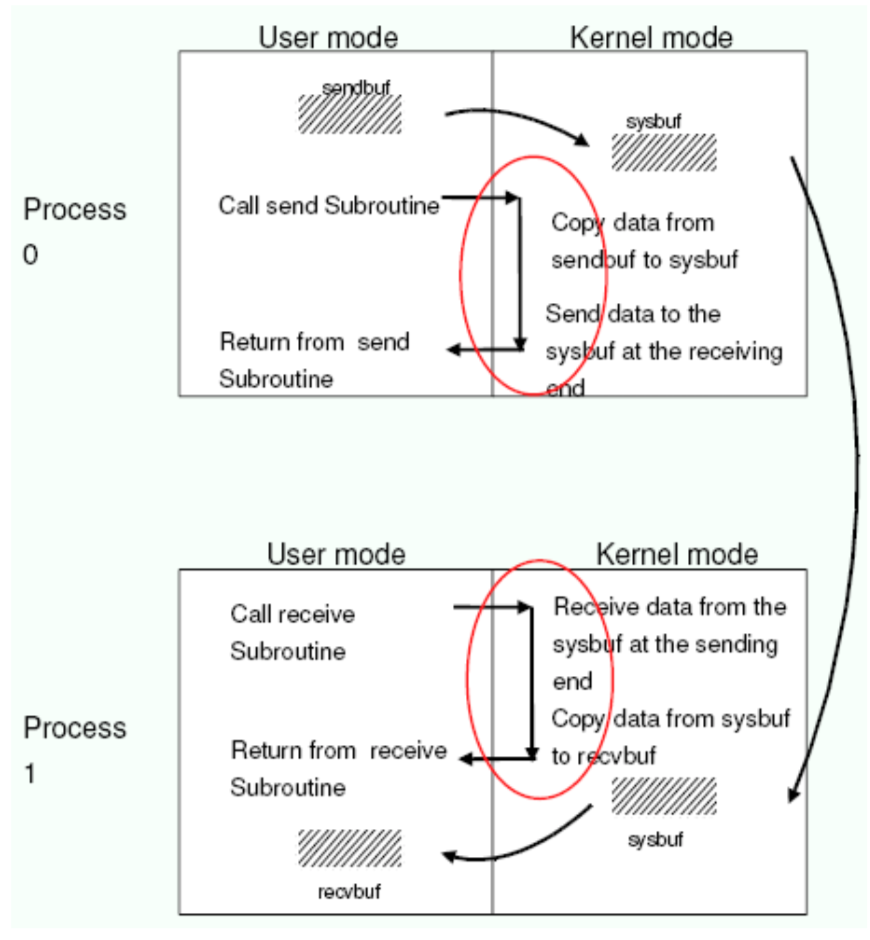 User mode
Kernel mode
sendbuf
sysbuf
Process
0
Call send Subroutine
Copy data from
sendbuf to sysbuf
Send data to the
sysbuf at the receiving
end
Return from send
Subroutine
User mode
Kernel mode
Process
1
Call receive
Subroutine
Receive data from the
sysbuf at the sending
end
Copy data from sysbuf
to recvbuf
Return from receive
Subroutine
sysbuf
recvbuf